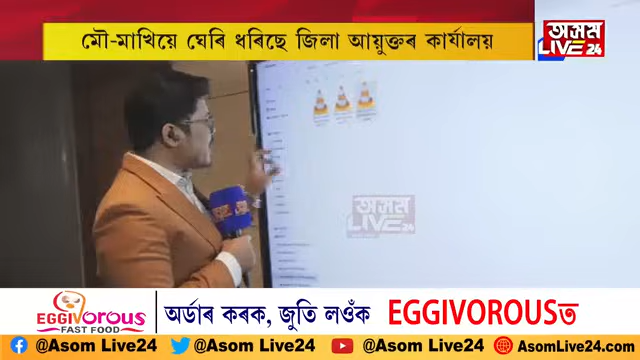 মৌ-মাখিয়ে ঘেৰি ধৰিছে জিলা আয়ুক্তৰ কাৰ্যালয়
অসম
LIVE24
অসম
LIVE24
EGGIVOROUS
FAST FOOD
অৰ্ডাৰ কৰক, জুতি লওঁক EGGIVOROUSত
@Asom Live24 @Asom Live24 @Asom Live24 @AsomLive24.com